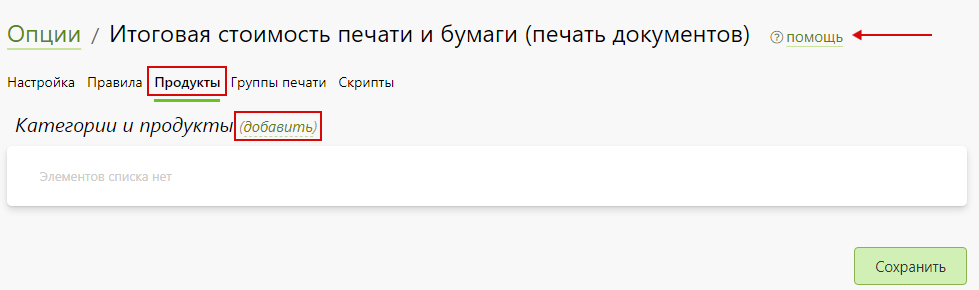 Опции / Итоговая стоимость печати и бумаги (печать документов) ? помощь
Настройка Правила Продукты Группы печати Скрипты
Категории и продукты (добавить)
Элементов списка нет
Сохранить